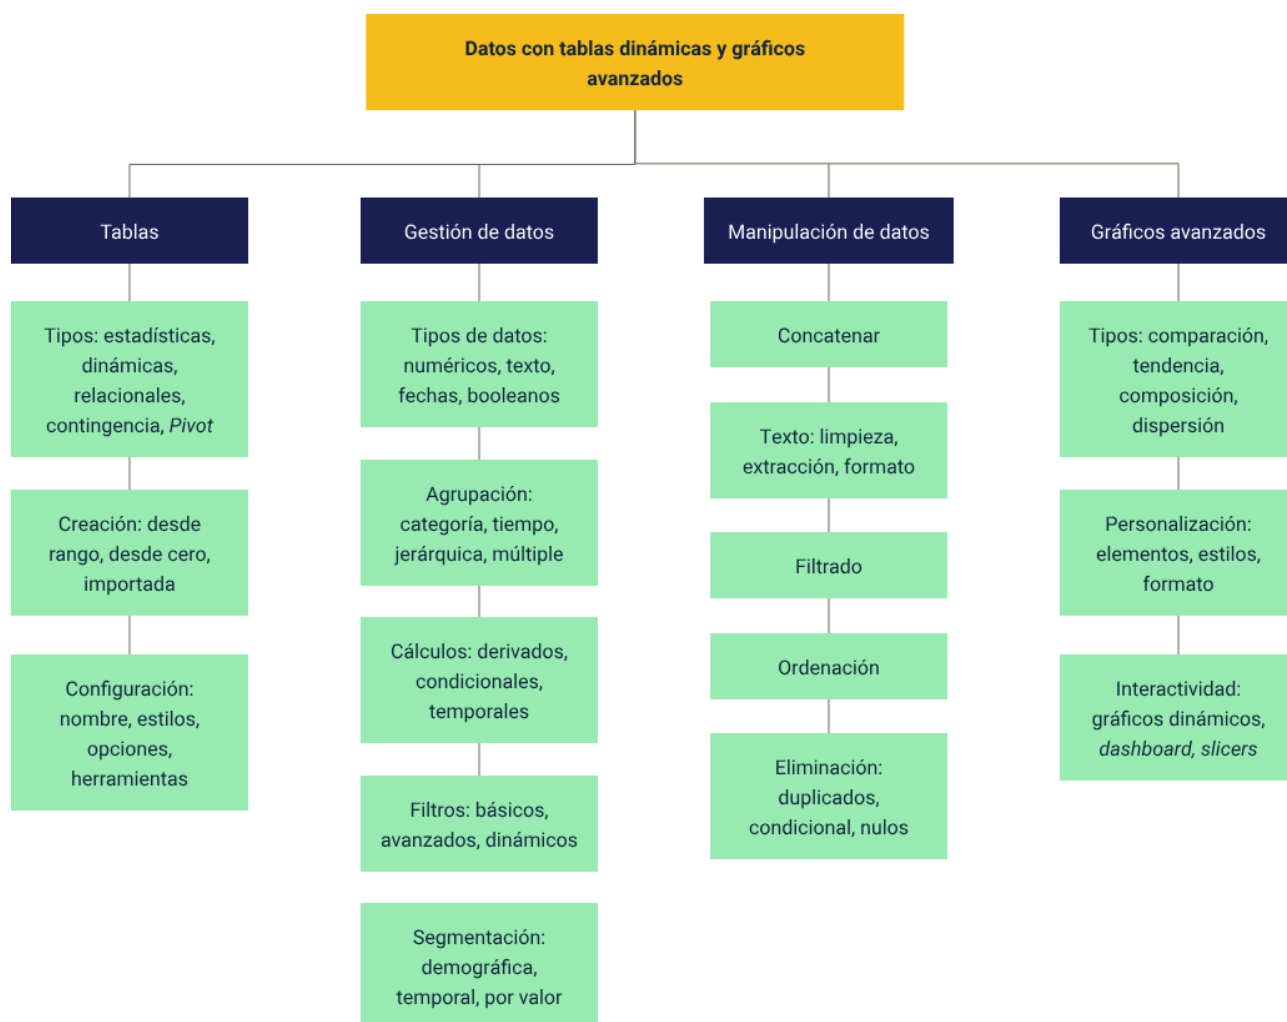 Datos con tablas dinámicas y gráficos
avanzados
Tablas
Tipos: estadísticas,
dinámicas,
relacionales,
contingencia, Pivot
Creación: desde
rango, desde cero,
importada
Configuración:
nombre, estilos,
opciones,
herramientas
Gestión de datos
Tipos de datos:
numéricos, texto,
fechas, booleanos
Agrupación:
categoría, tiempo,
jerárquica, múltiple
Cálculos: derivados,
condicionales,
temporales
Filtros: básicos,
avanzados, dinámicos
Segmentación:
demográfica,
temporal, por valor
Manipulación de datos
Concatenar
Texto: limpieza,
extracción, formato
Filtrado
Ordenación
Eliminación:
duplicados,
condicional, nulos
Gráficos avanzados
Tipos: comparación,
tendencia,
composición,
dispersión
Personalización:
elementos, estilos,
formato
Interactividad:
gráficos dinámicos,
dashboard, slicers